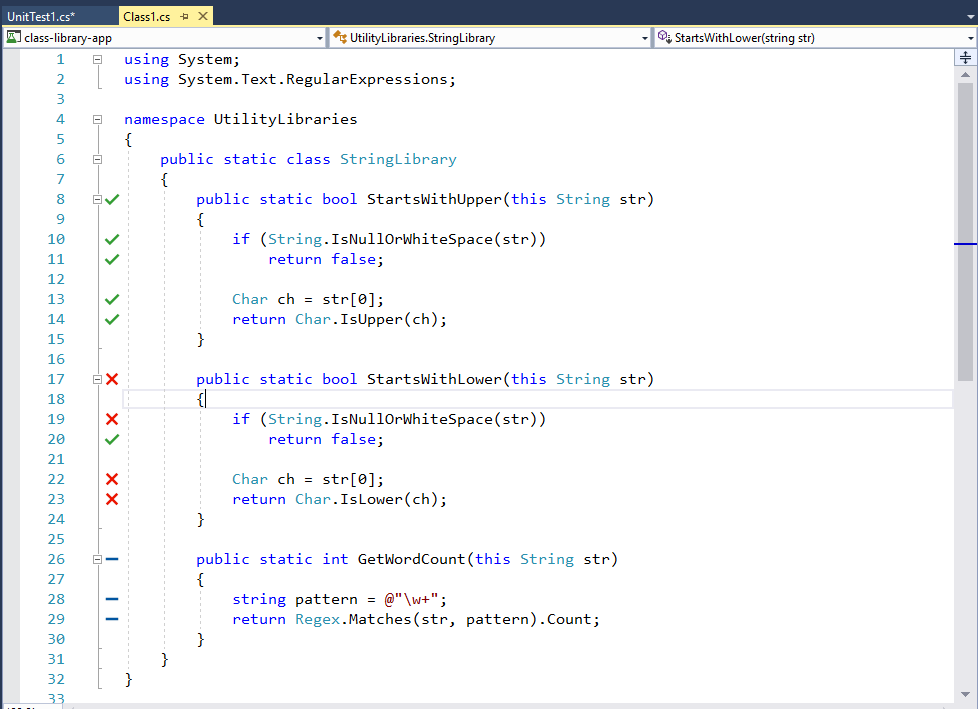 UnitTest1.cs*
Class1.cs
class-library-app
UtilityLibraries.StringLibrary
StartsWithLower(string str)
1 using System;
2 using System.Text.RegularExpressions;
3
4 namespace UtilityLibraries
5 {
6 public static class StringLibrary
7 {
8 public static bool StartsWithUpper(this String str)
9 {
10 if (String.IsNullOrWhiteSpace(str))
11 return false;
12
13 Char ch = str[0];
14 return Char.IsUpper(ch);
15 }
16
17 public static bool StartsWithLower(this String str)
18 {
19 if (String.IsNullOrWhiteSpace(str))
20 return false;
21
22 Char ch = str[0];
23 return Char.IsLower(ch);
24 }
25
26 public static int GetWordCount(this String str)
27 {
28 string pattern = @"\w+";
29 return Regex.Matches(str, pattern).Count;
30 }
31 }
32 }
33